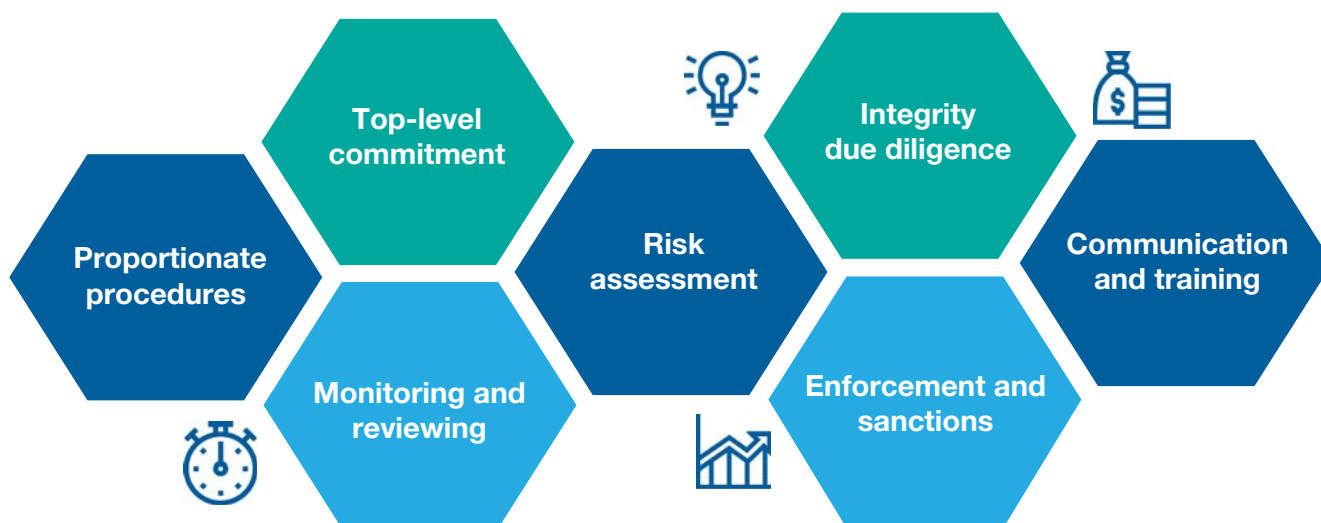 Top-level
commitment
Integrity
due diligence
$
Proportionate
procedures
Risk
assessment
Communication
and training
Monitoring and
reviewing
Enforcement and
sanctions